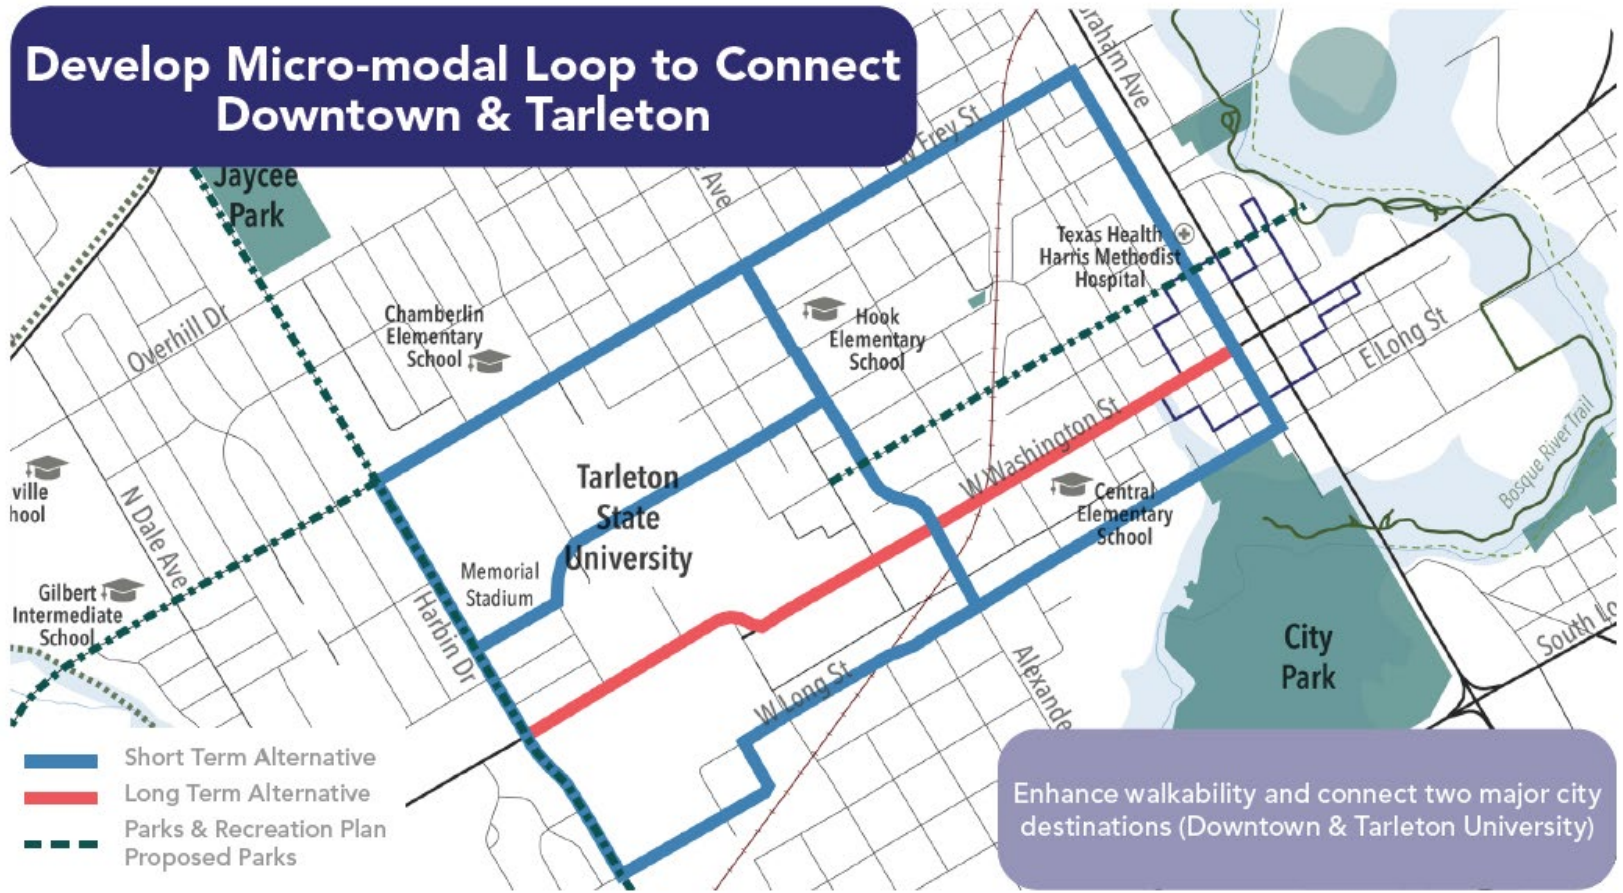 Develop Micro-modal Loop to Connect
Downtown & Tarleton
Graham Ave
W Frey St
Ave
Jaycee
Park
Texas Health
Harris Methodist
Hospital
Overhill Dr
Chamberlin
Elementary
School
Hook
Elementary
School
E Long St
W Washington St
Bosque River Trail
ville
hool
N Dale Ave
Tarleton
State
University
Central
Elementary
School
Memorial
Stadium
Gilbert
Intermediate
School
Harbin Dr
W Long St
Alexande
City
Park
South Lo
Short Term Alternative
Long Term Alternative
Parks & Recreation Plan
Proposed Parks
Enhance walkability and connect two major city
destinations (Downtown & Tarleton University)